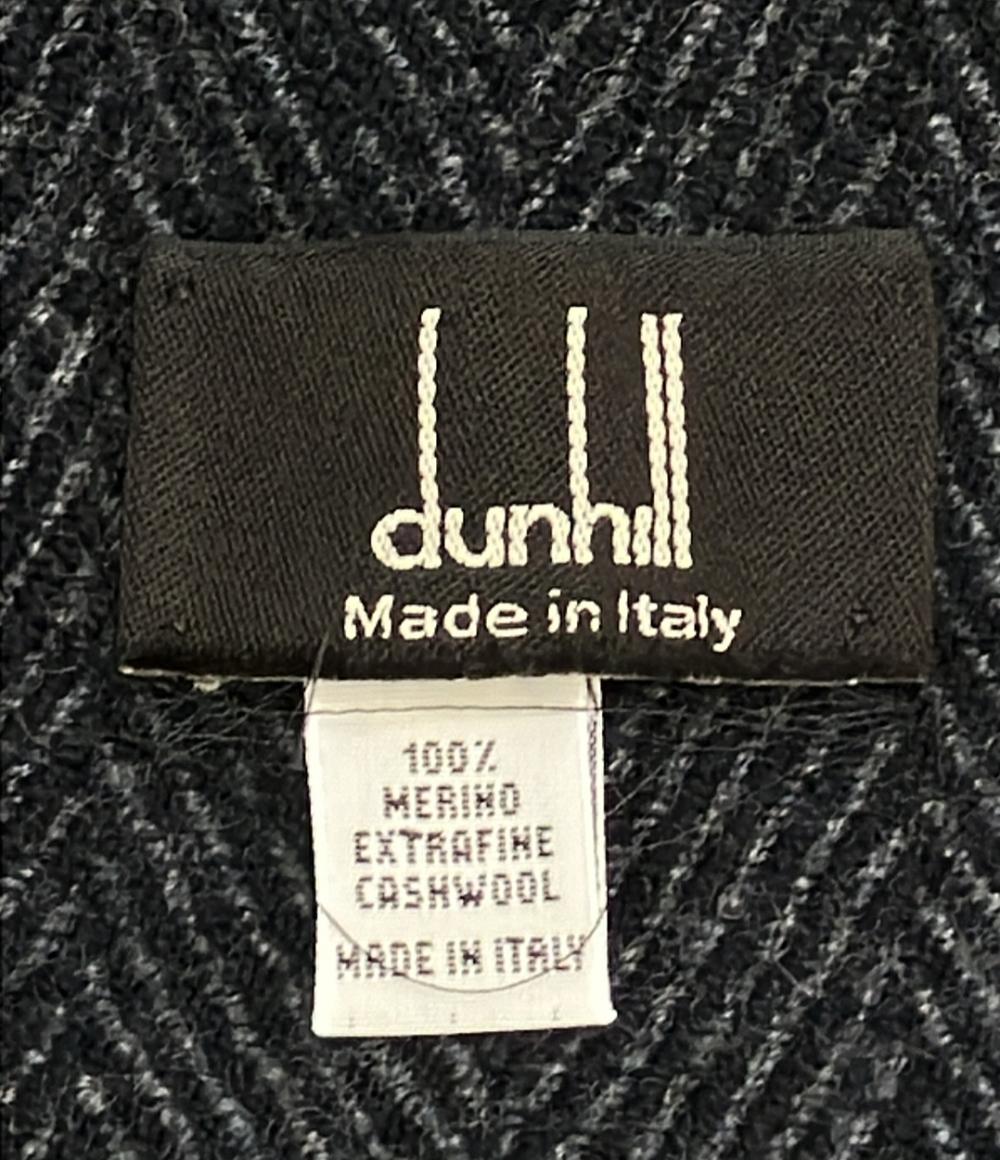 dunhill
Made in Italy
100%
MERINO
EXTRAFINE
CASHWOOL
MADE IN ITALY